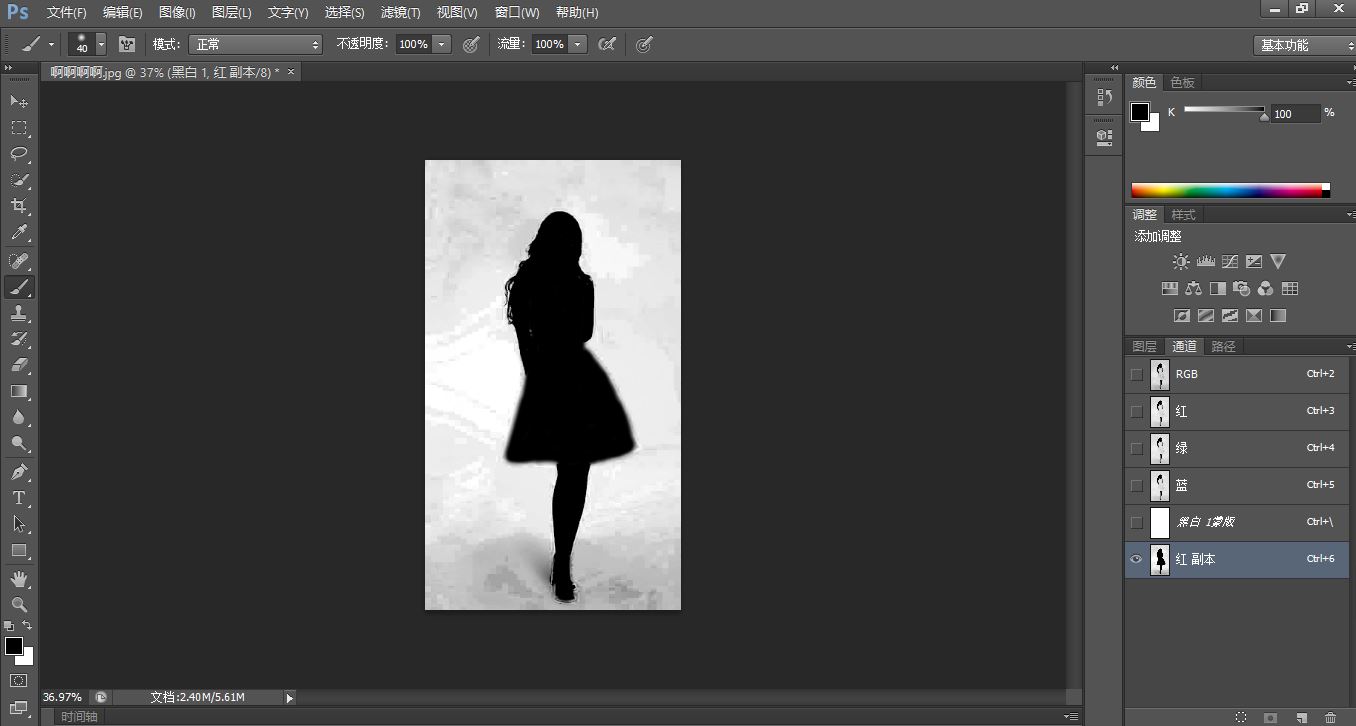 Ps 文件(F) 编辑(E) 图像(I) 图层(L) 文字(Y) 选择(S) 滤镜(T) 视图(V) 窗口(W) 帮助(H)
40 模式: 正常 不透明度: 100% 流量: 100% 基本功能
啊啊啊啊.jpg @ 37% (黑白 1, 红 副本/8) * ×
颜色 色板
K 100 %
调整 样式
添加调整
图层 通道 路径
RGB Ctrl+2
红 Ctrl+3
绿 Ctrl+4
蓝 Ctrl+5
黑白 1蒙版 Ctrl+\
红 副本 Ctrl+6
36.97% 文档:2.40M/5.61M
时间轴